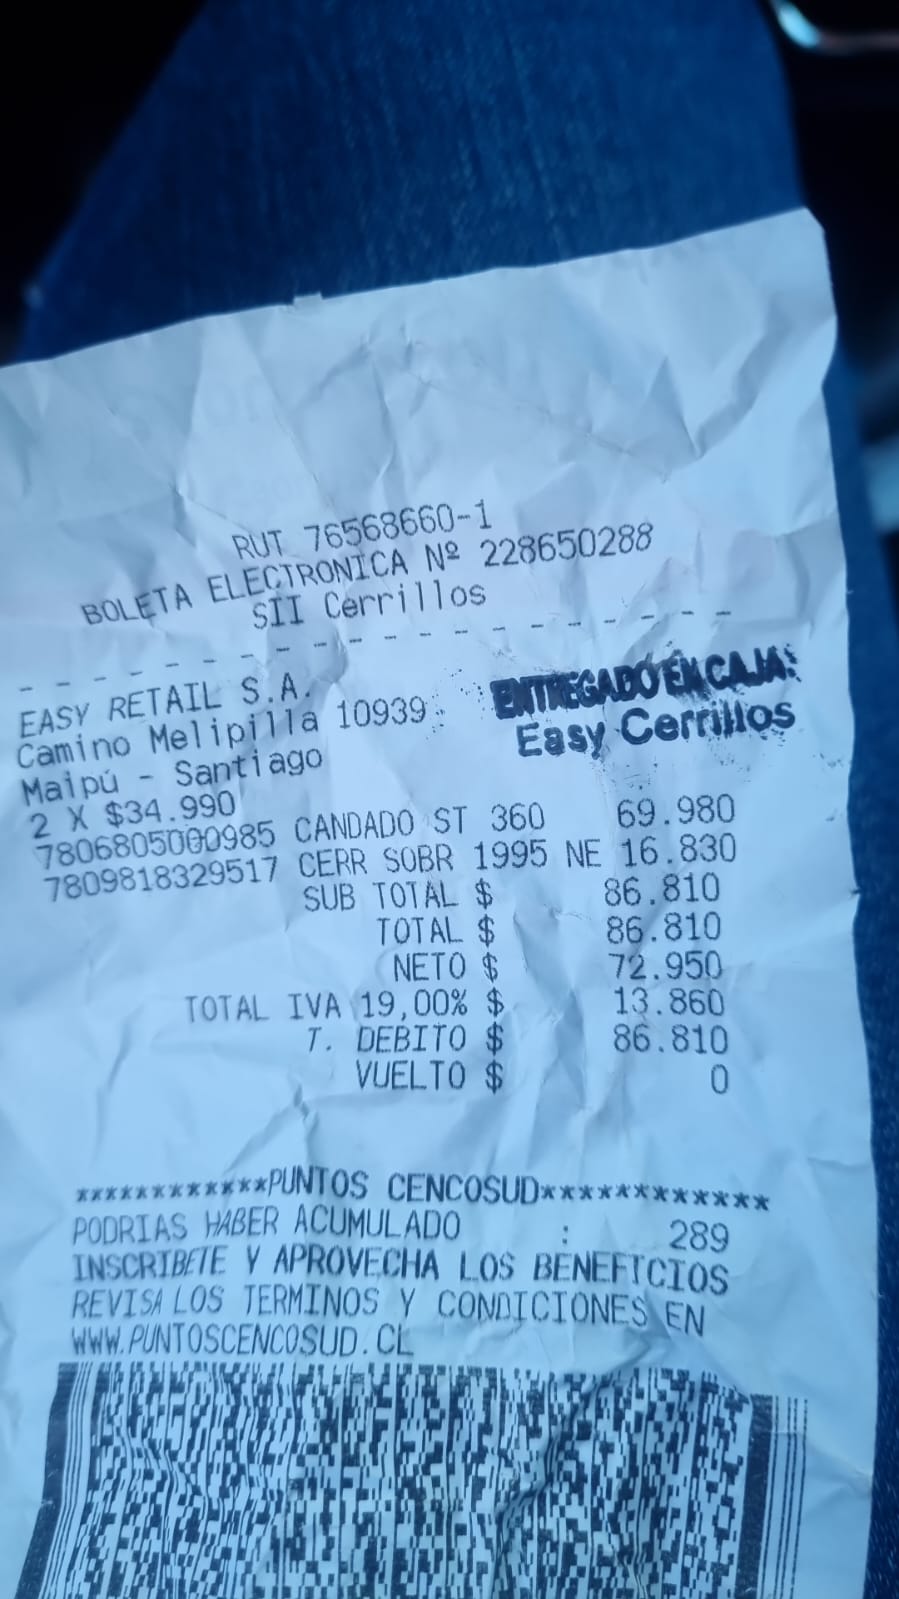 RUT 76568660-1
BOLETA ELECTRONICA Nº 228650288
SII Cerrillos
- - - - - - - - - - - - - - - - - - - -
EASY RETAIL S.A.
Camino Melipilla 10939
Maipú - Santiago
ENTREGADO EN CAJA:
Easy Cerrillos
2 X $34.990
7806805000985 CANDADO ST 360 69.980
7809818329517 CERR SOBR 1995 NE 16.830
SUB TOTAL $ 86.810
TOTAL $ 86.810
NETO $ 72.950
TOTAL IVA 19,00% $ 13.860
T. DEBITO $ 86.810
VUELTO $ 0
************PUNTOS CENCOSUD************
PODRIAS HABER ACUMULADO : 289
INSCRIBETE Y APROVECHA LOS BENEFICIOS
REVISA LOS TERMINOS Y CONDICIONES EN
WWW.PUNTOSCENCOSUD.CL